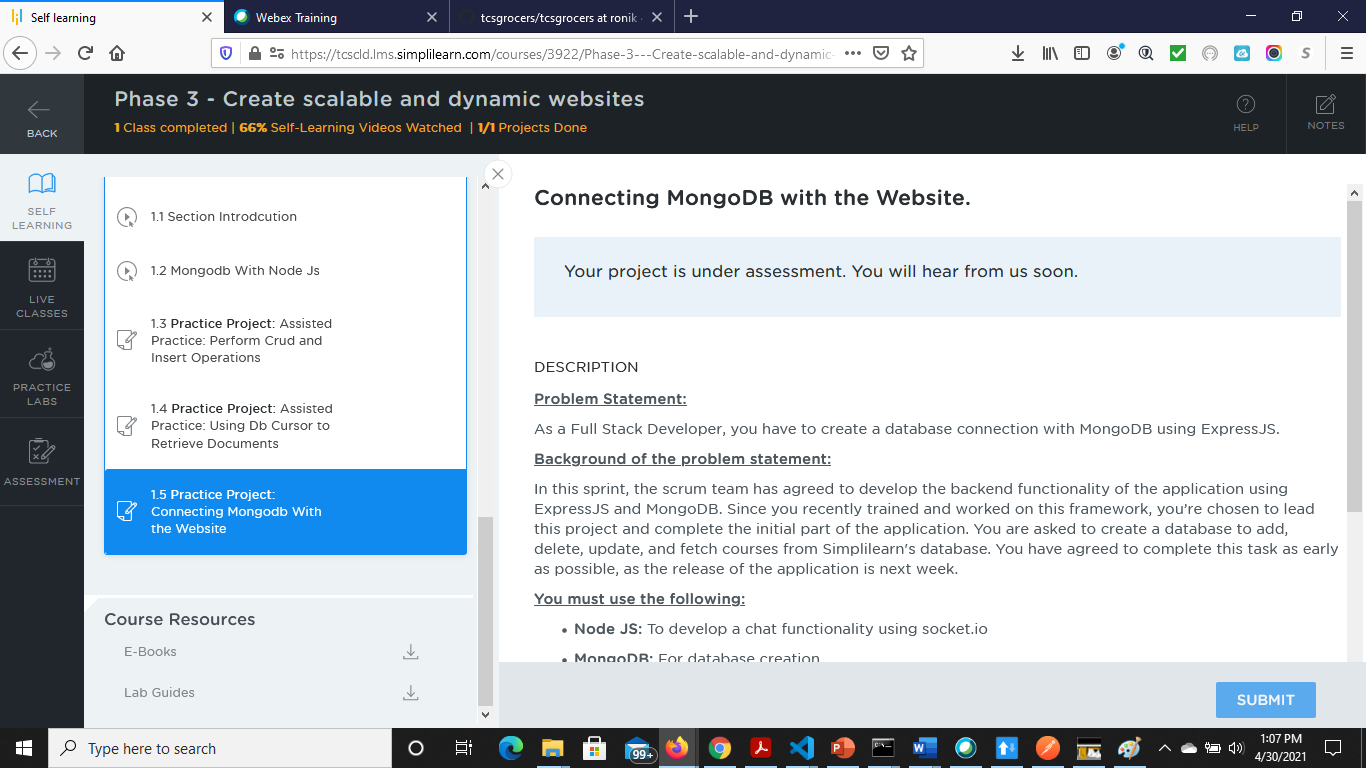 Self learning
Webex Training
tcsgrocers/tcsgrocers at ronik
https://tcscld.lms.simplilearn.com/courses/3922/Phase-3---Create-scalable-and-dynamic-
S
BACK
Phase 3 - Create scalable and dynamic websites
1 Class completed | 66% Self-Learning Videos Watched | 1/1 Projects Done
HELP
NOTES
SELF
LEARNING
LIVE
CLASSES
PRACTICE
LABS
ASSESSMENT
1.1 Section Introdcution
1.2 Mongodb With Node Js
1.3 Practice Project: Assisted
Practice: Perform Crud and
Insert Operations
1.4 Practice Project: Assisted
Practice: Using Db Cursor to
Retrieve Documents
1.5 Practice Project:
Connecting Mongodb With
the Website
Course Resources
E-Books
Lab Guides
Connecting MongoDB with the Website.
Your project is under assessment. You will hear from us soon.
DESCRIPTION
Problem Statement:
As a Full Stack Developer, you have to create a database connection with MongoDB using ExpressJS.
Background of the problem statement:
In this sprint, the scrum team has agreed to develop the backend functionality of the application using
ExpressJS and MongoDB. Since you recently trained and worked on this framework, you’re chosen to lead
this project and complete the initial part of the application. You are asked to create a database to add,
delete, update, and fetch courses from Simplilearn's database. You have agreed to complete this task as early
as possible, as the release of the application is next week.
You must use the following:
• Node JS: To develop a chat functionality using socket.io
• MongoDB: For database creation
SUBMIT
Type here to search
99+
1:07 PM
4/30/2021